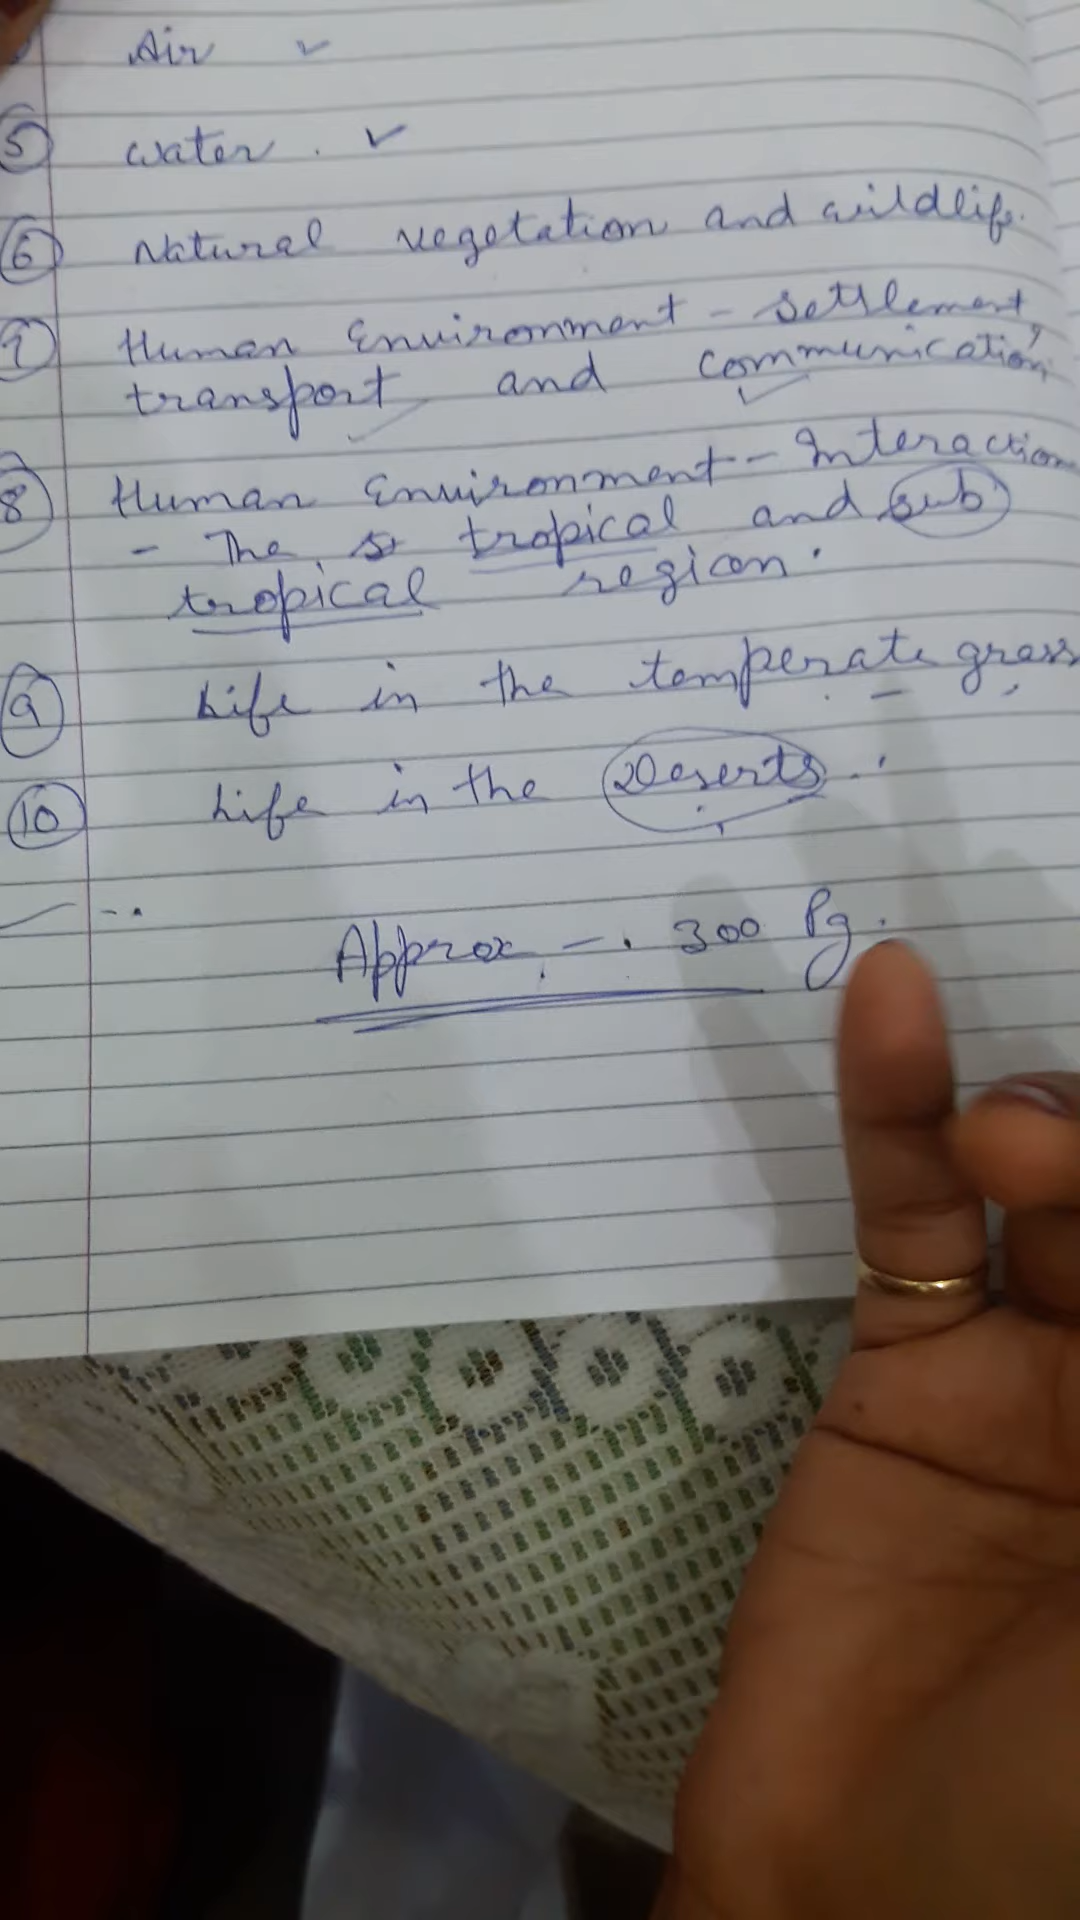 Air ✓
5 water. ✓
6 Natural vegetation and wildlife.
7 Human Environment - settlement,
transport and communication,
8 Human Environment - Interaction
- The tropical and sub
tropical region.
9 Life in the temperate grass
10 Life in the Deserts.
Approx - 300 Pg.